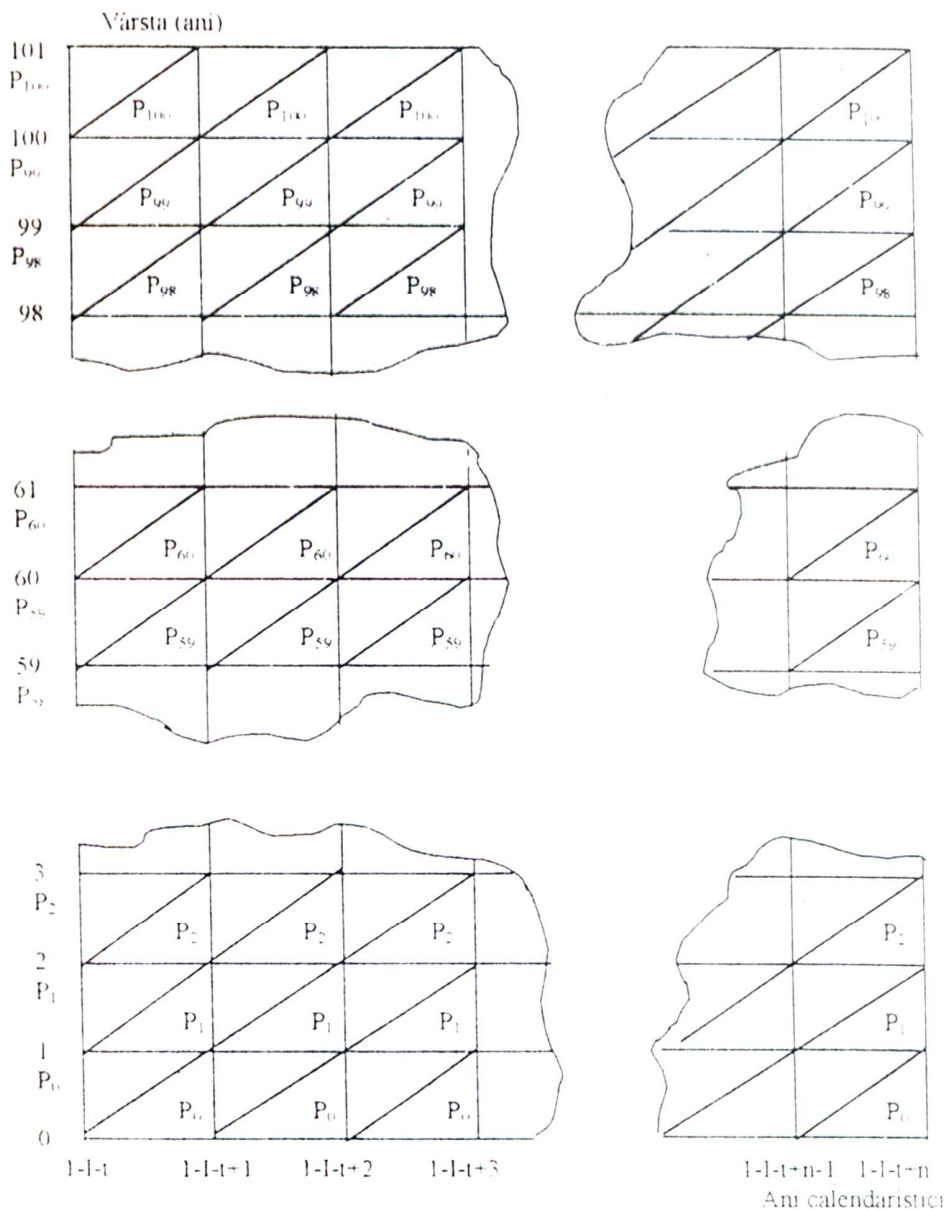 Vârsta (ani)
101
P₁₀₀
P₁₀₀ P₁₀₀ P₁₀₀
100
P₉₉
P₉₉ P₉₉ P₉₉ P₉₉
99
P₉₈
P₉₈ P₉₈ P₉₈ P₉₈
98
61
P₆₀
P₆₀ P₆₀ P₆₀ P₆₀
60
P₅₉
P₅₉ P₅₉ P₅₉ P₅₉
59
P₅₈
3
P₂
P₂ P₂ P₂ P₂
2
P₁
P₁ P₁ P₁ P₁
1
P₀
P₀ P₀ P₀ P₀
0
1-I-t 1-I-t+1 1-I-t+2 1-I-t+3 1-I-t+n-1 1-I-t+n
Ani calendaristici